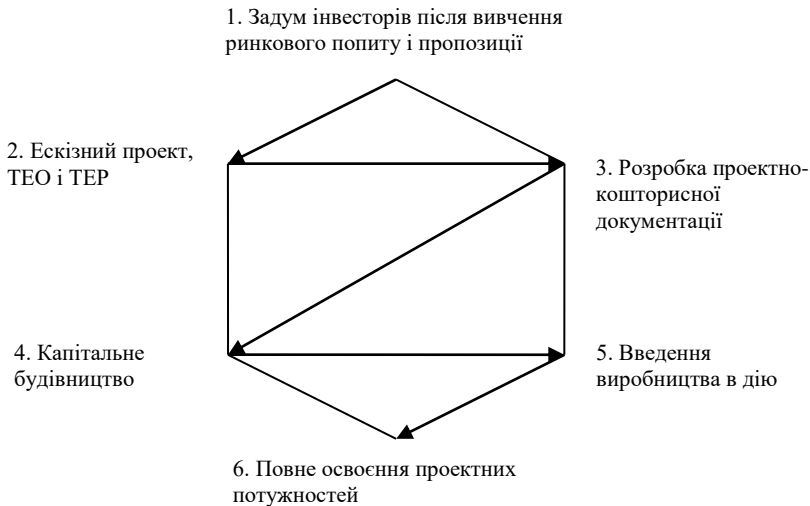 1. Задум інвесторів після вивчення
ринкового попиту і пропозиції
2. Ескізний проект,
ТЕО і ТЕР
3. Розробка проектно-
кошторисної
документації
4. Капітальне
будівництво
5. Введення
виробництва в дію
6. Повне освоєння проектних
потужностей